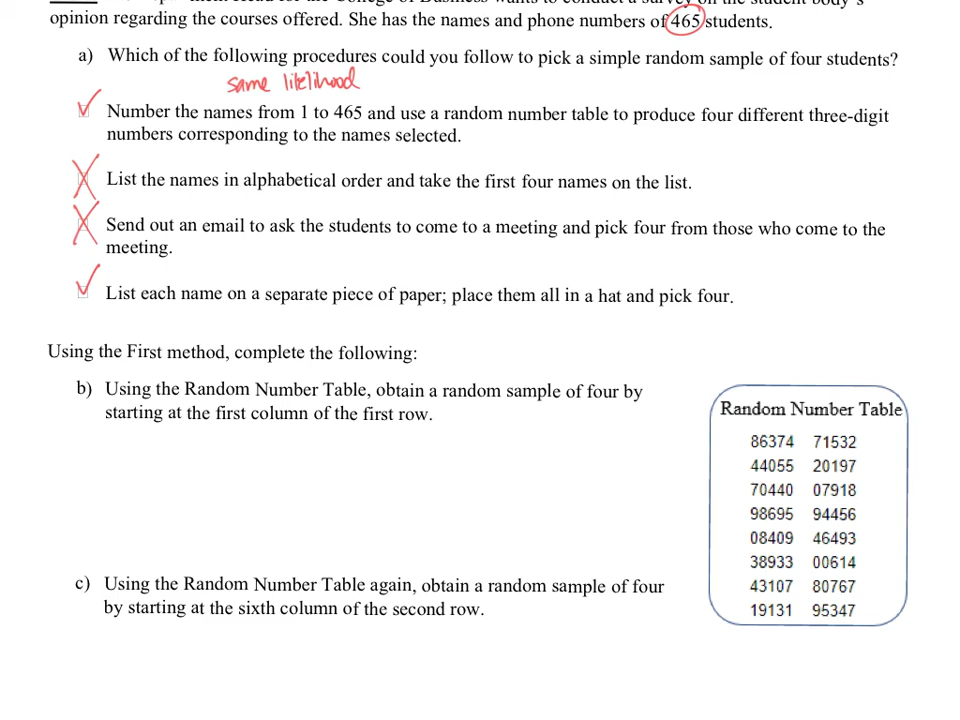 opinion regarding the courses offered. She has the names and phone numbers of 465 students.
a) Which of the following procedures could you follow to pick a simple random sample of four students?
same likelihood
Number the names from 1 to 465 and use a random number table to produce four different three-digit
numbers corresponding to the names selected.
List the names in alphabetical order and take the first four names on the list.
Send out an email to ask the students to come to a meeting and pick four from those who come to the
meeting.
List each name on a separate piece of paper; place them all in a hat and pick four.
Using the First method, complete the following:
b) Using the Random Number Table, obtain a random sample of four by
starting at the first column of the first row.
Random Number Table
86374 71532
44055 20197
70440 07918
98695 94456
08409 46493
38933 00614
43107 80767
19131 95347
c) Using the Random Number Table again, obtain a random sample of four
by starting at the sixth column of the second row.